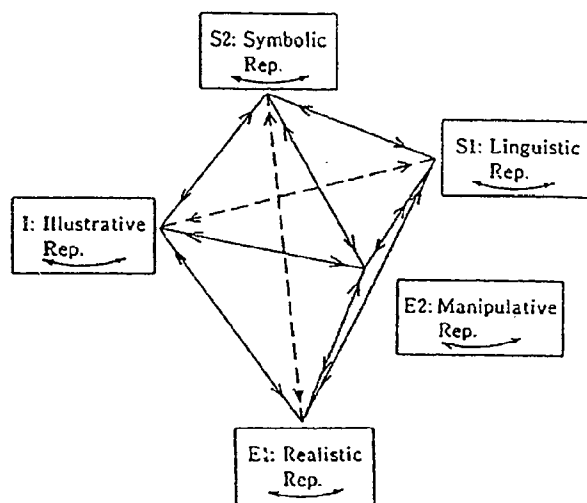 S2: Symbolic
Rep.
S1: Linguistic
Rep.
I: Illustrative
Rep.
E2: Manipulative
Rep.
E1: Realistic
Rep.